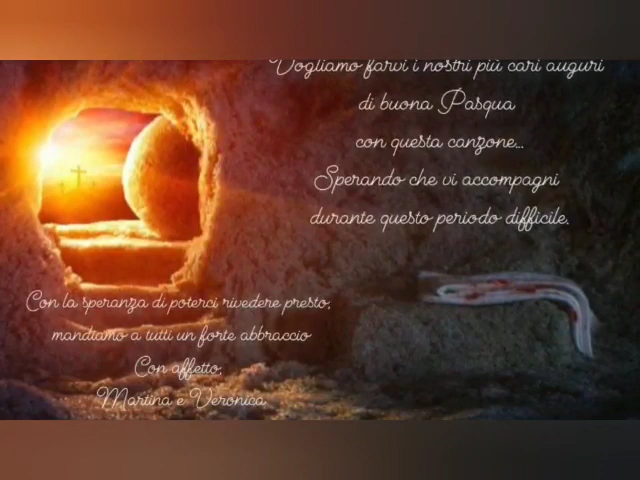 Vogliamo farvi i nostri più cari auguri
di buona Pasqua
con questa canzone...
Sperando che vi accompagni
durante questo periodo difficile.
Con la speranza di poterci rivedere presto,
mandiamo a tutti un forte abbraccio
Con affetto,
Martina e Veronica